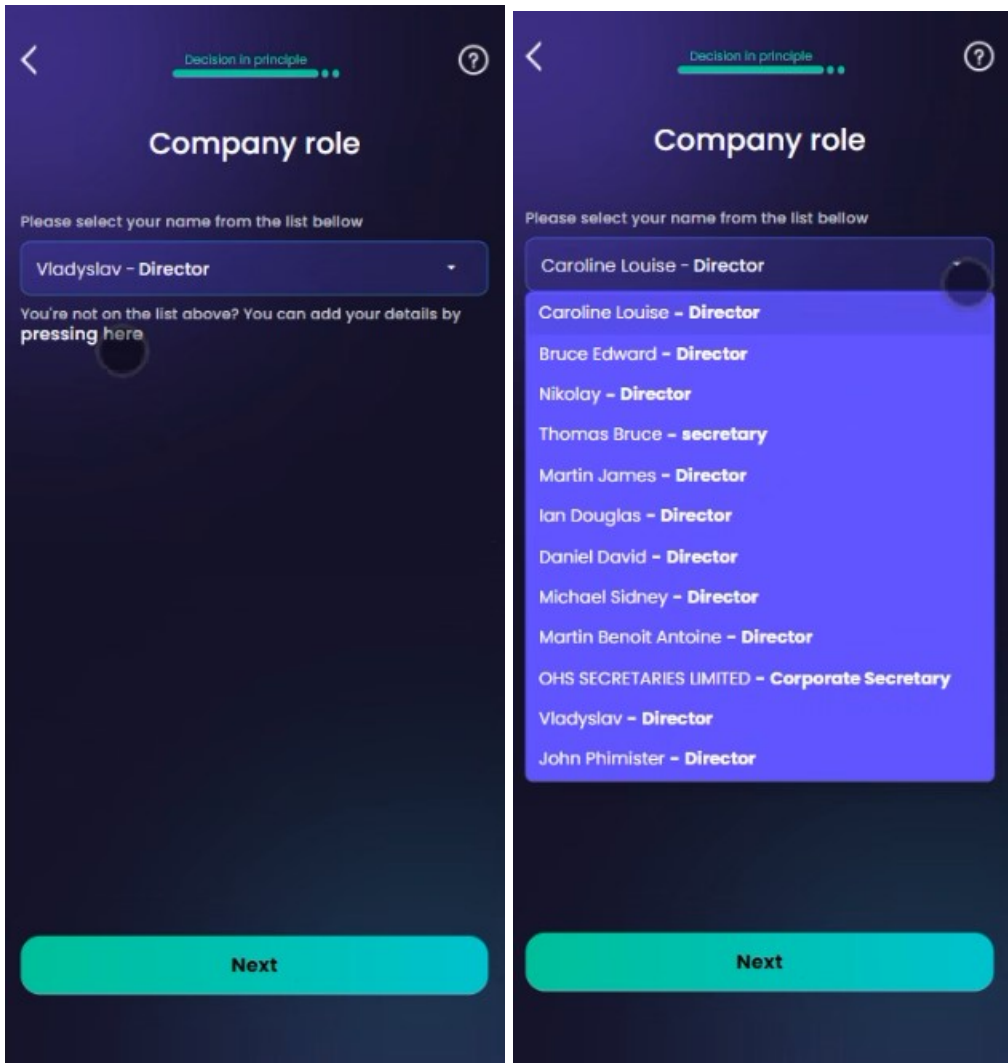 Decision in principle
Company role
Please select your name from the list bellow
Vladyslav - Director
You're not on the list above? You can add your details by
pressing here
Next
Decision in principle
Company role
Please select your name from the list bellow
Caroline Louise - Director
Caroline Louise - Director
Bruce Edward - Director
Nikolay - Director
Thomas Bruce - secretary
Martin James - Director
Ian Douglas - Director
Daniel David - Director
Michael Sidney - Director
Martin Benoit Antoine - Director
OHS SECRETARIES LIMITED - Corporate Secretary
Vladyslav - Director
John Phimister - Director
Next